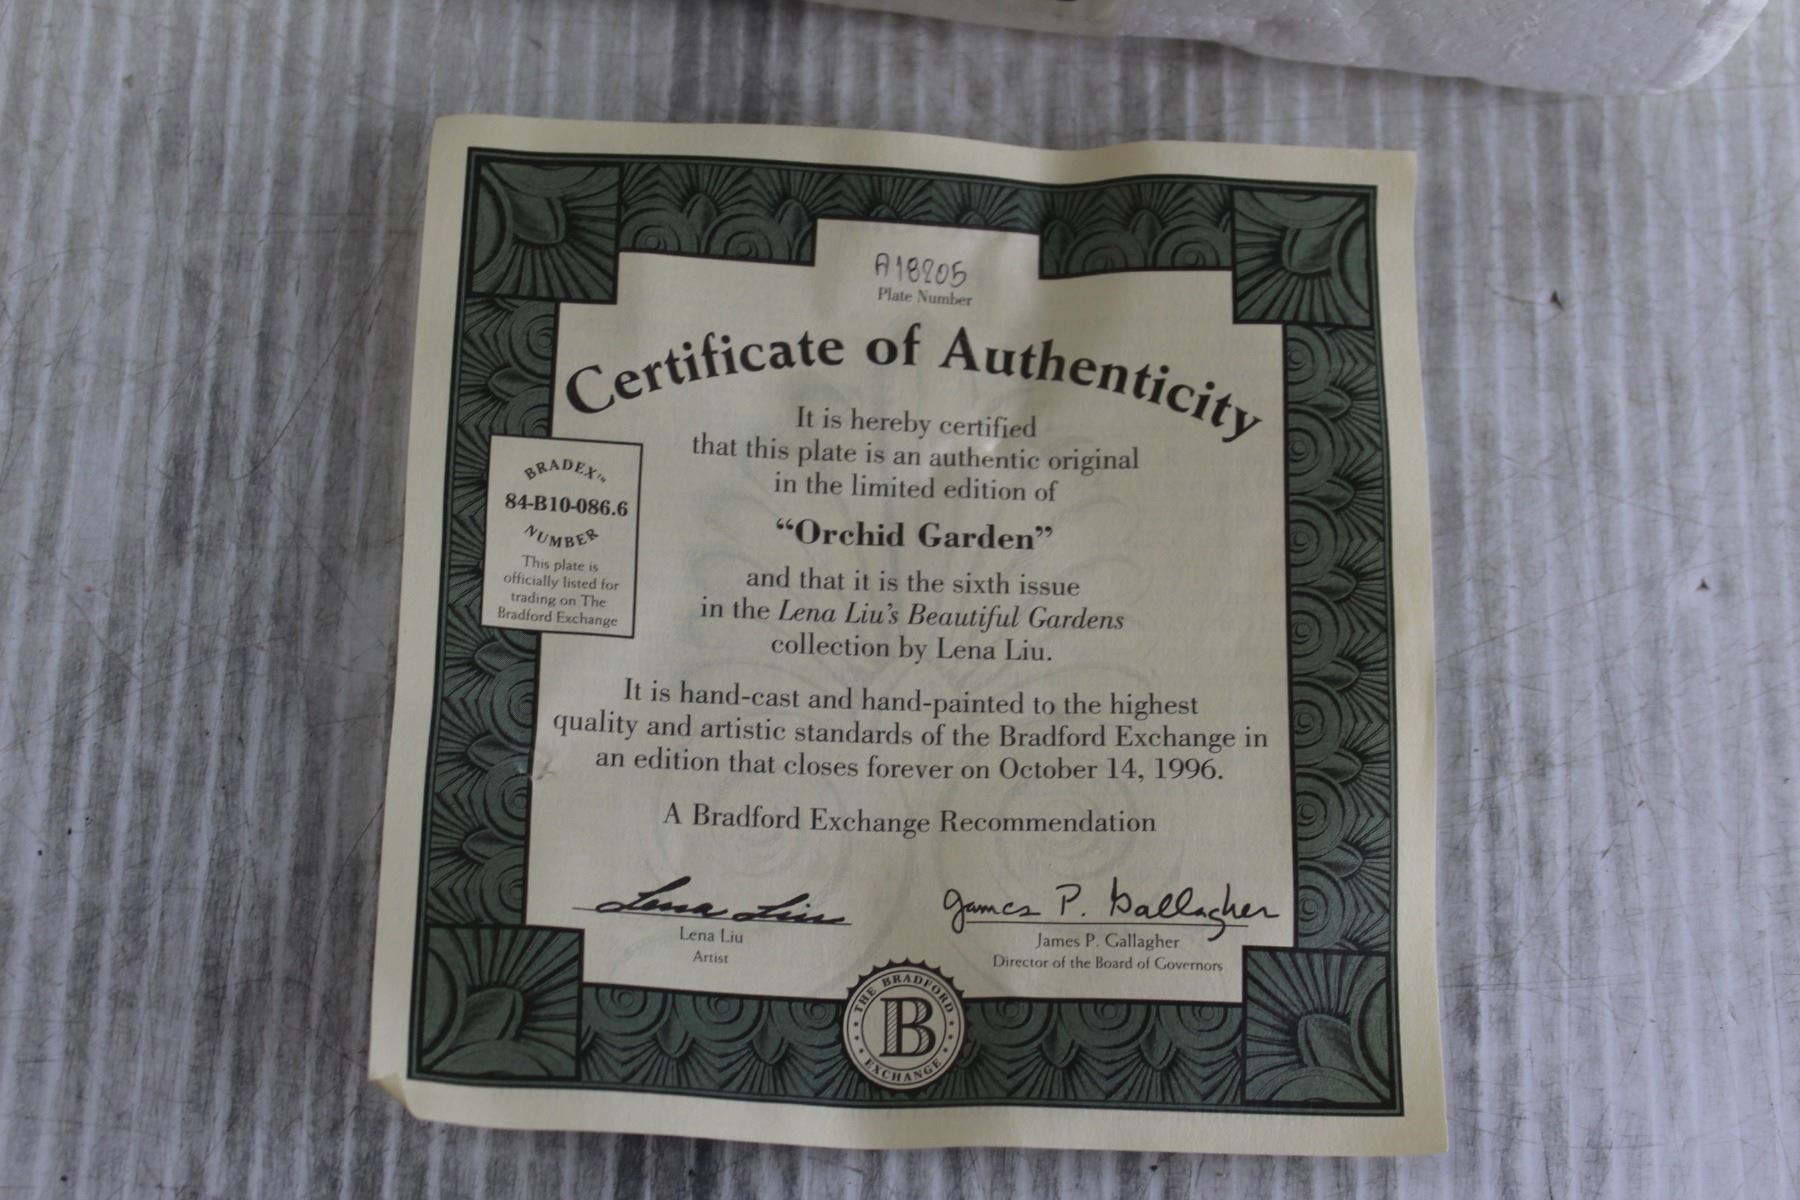 A18205
Plate Number
Certificate of Authenticity
It is hereby certified
that this plate is an authentic original
in the limited edition of
“Orchid Garden”
and that it is the sixth issue
in the Lena Liu’s Beautiful Gardens
collection by Lena Liu.
BRADEX™
84-B10-086.6
NUMBER
This plate is
officially listed for
trading on The
Bradford Exchange
It is hand-cast and hand-painted to the highest
quality and artistic standards of the Bradford Exchange in
an edition that closes forever on October 14, 1996.
A Bradford Exchange Recommendation
Lena Liu
Lena Liu
Artist
James P. Gallagher
James P. Gallagher
Director of the Board of Governors
THE BRADFORD
B
EXCHANGE